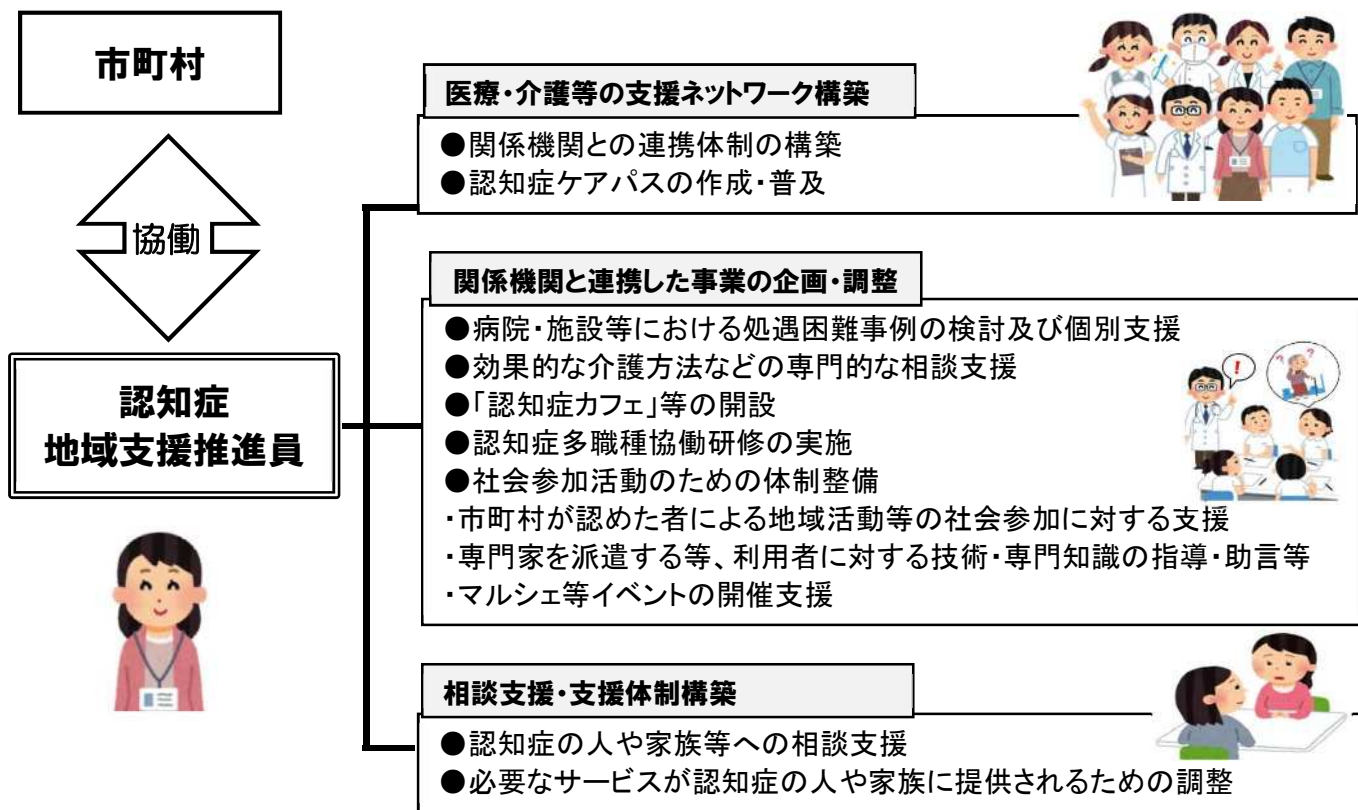 市町村
協働
認知症
地域支援推進員
医療・介護等の支援ネットワーク構築
●関係機関との連携体制の構築
●認知症ケアパスの作成・普及
関係機関と連携した事業の企画・調整
●病院・施設等における処遇困難事例の検討及び個別支援
●効果的な介護方法などの専門的な相談支援
●「認知症カフェ」等の開設
●認知症多職種協働研修の実施
●社会参加活動のための体制整備
・市町村が認めた者による地域活動等の社会参加に対する支援
・専門家を派遣する等、利用者に対する技術・専門知識の指導・助言等
・マルシェ等イベントの開催支援
!
? ?
相談支援・支援体制構築
●認知症の人や家族等への相談支援
●必要なサービスが認知症の人や家族に提供されるための調整